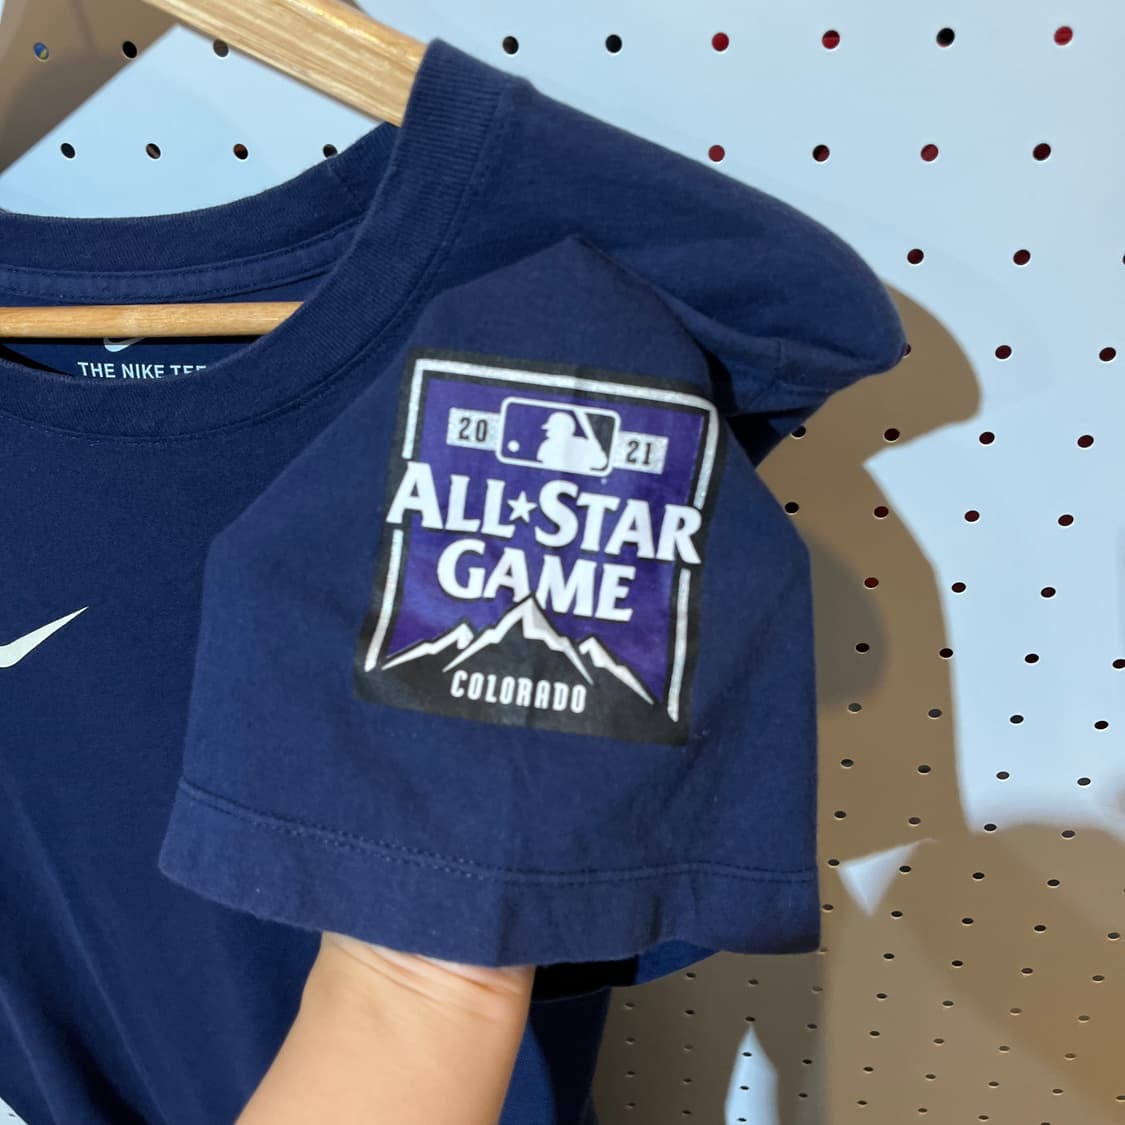 THE NIKE TEE
20 21
ALL★STAR
GAME
COLORADO